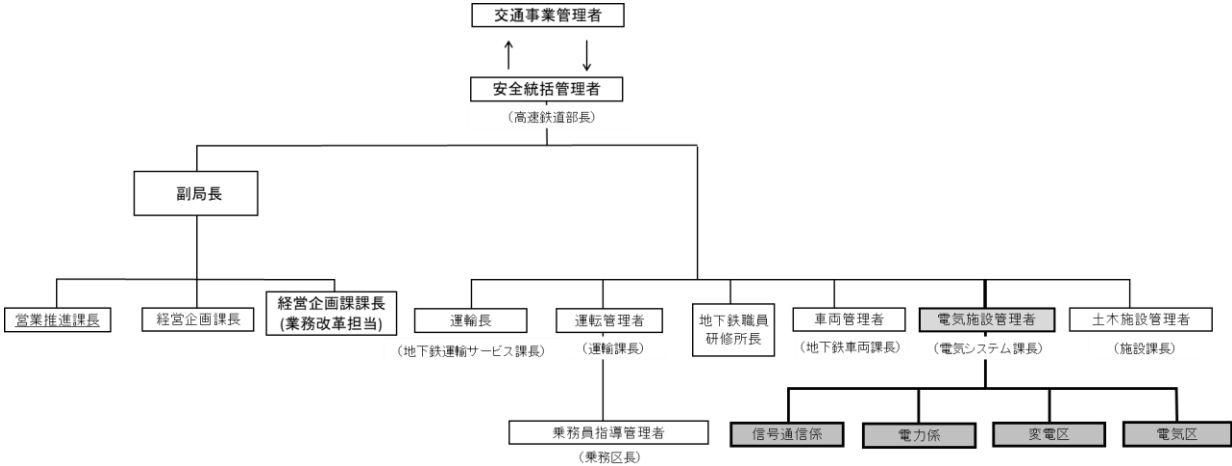 交通事業管理者
安全統括管理者
(高速鉄道部長)
副局長
営業推進課長
経営企画課長
経営企画課課長
(業務改革担当)
運輸長
(地下鉄運輸サービス課長)
運転管理者
(運輸課長)
地下鉄職員
研修所長
車両管理者
(地下鉄車両課長)
電気施設管理者
(電気システム課長)
土木施設管理者
(施設課長)
乗務員指導管理者
(乗務区長)
信号通信係
電力係
変電区
電気区